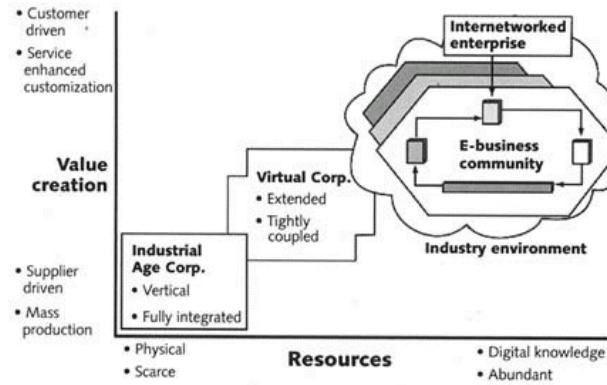 • Customer
driven
• Service
enhanced
customization
Value
creation
• Supplier
driven
• Mass
production
Internetworked
enterprise
E-business
community
Industry environment
Virtual Corp.
• Extended
• Tightly
coupled
Industrial
Age Corp.
• Vertical
• Fully integrated
• Physical
• Scarce
Resources
• Digital knowledge
• Abundant